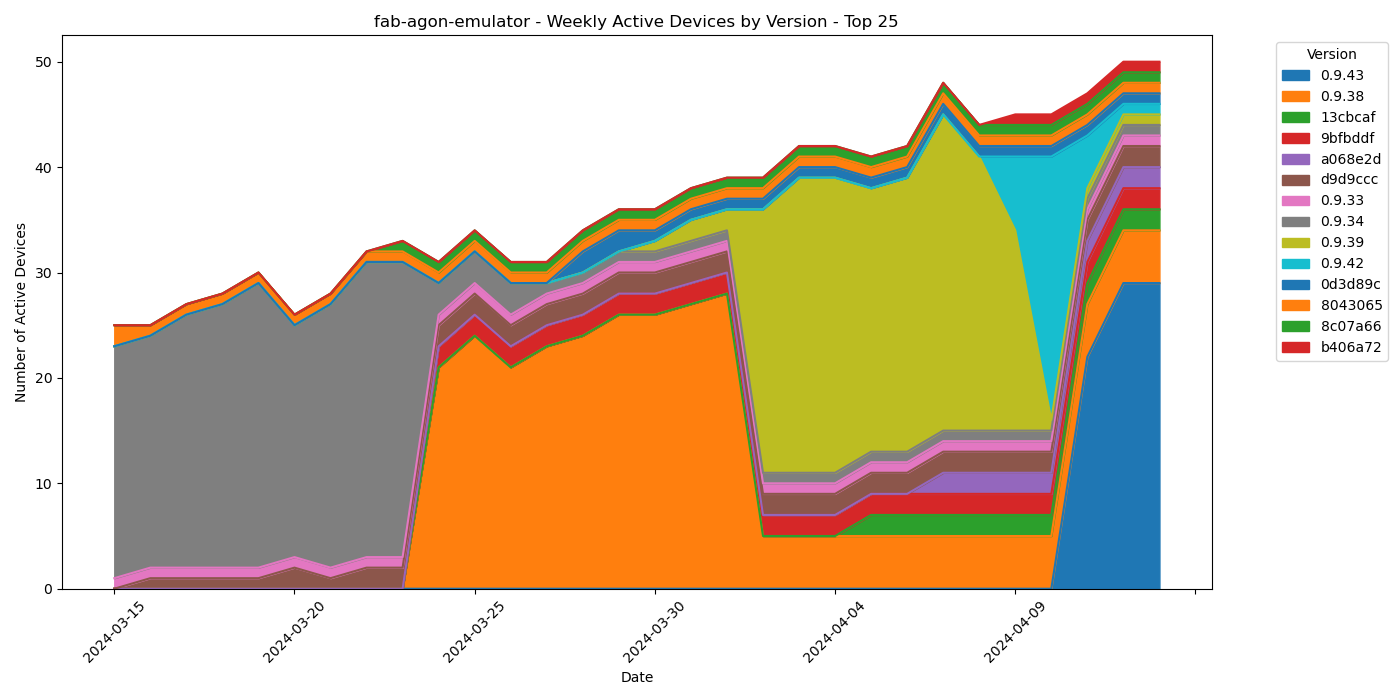 fab-agon-emulator - Weekly Active Devices by Version - Top 25
Number of Active Devices
50
40
30
20
10
0
2024-03-15
2024-03-20
2024-03-25
2024-03-30
2024-04-04
2024-04-09
Date
Version
0.9.43
0.9.38
13cbcaf
9bfbddf
a068e2d
d9d9ccc
0.9.33
0.9.34
0.9.39
0.9.42
0d3d89c
8043065
8c07a66
b406a72